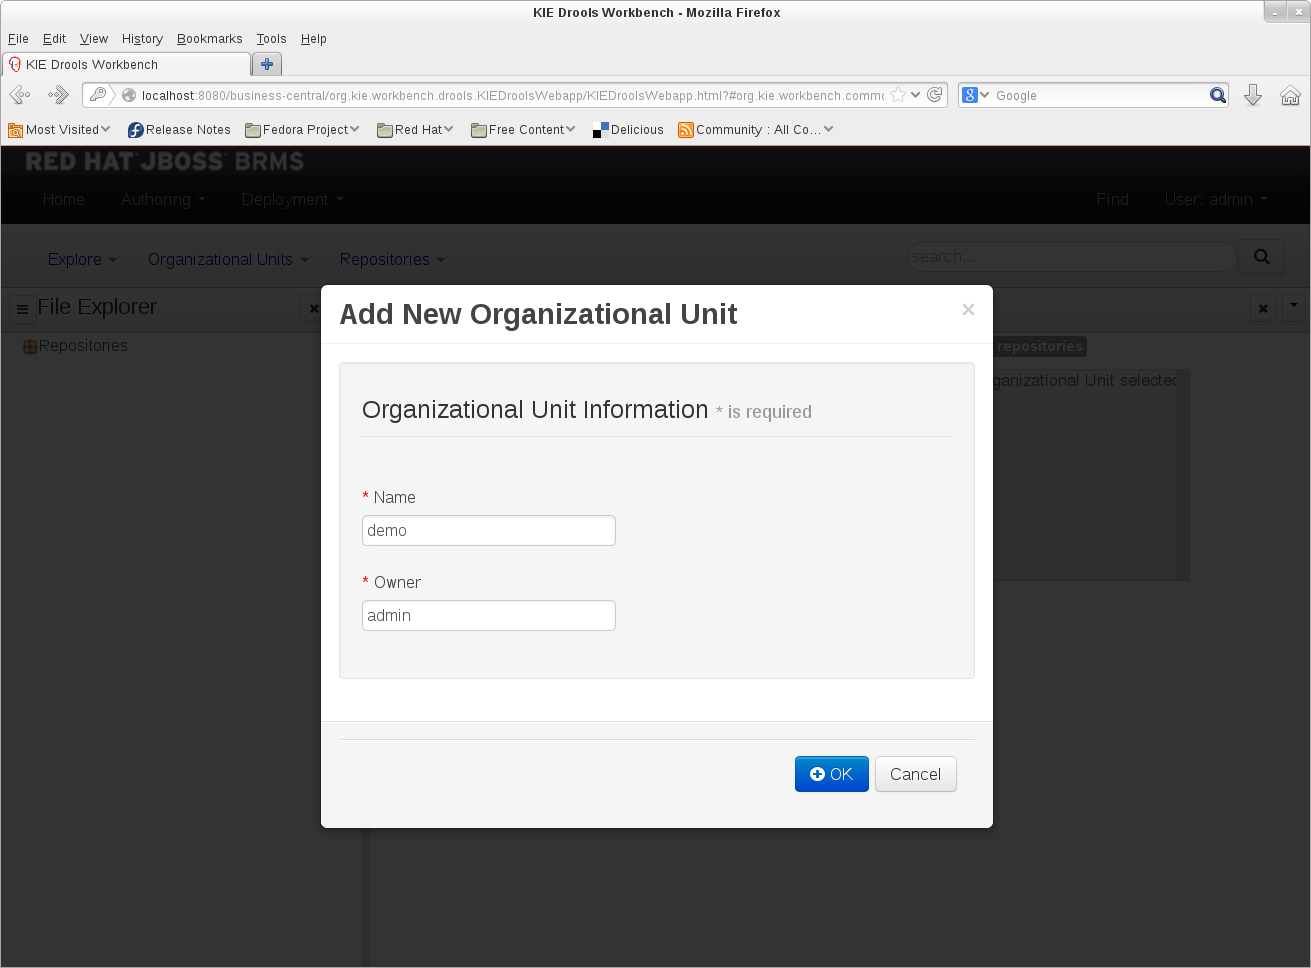 KIE Drools Workbench - Mozilla Firefox
File Edit View History Bookmarks Tools Help
KIE Drools Workbench
localhost:8080/business-central/org.kie.workbench.drools.KIEDroolsWebapp/KIEDroolsWebapp.html?#org.kie.workbench.commo
Google
Most Visited Release Notes Fedora Project Red Hat Free Content Delicious Community : All Co...
RED HAT JBOSS BRMS
Home Authoring Deployment Find User: admin
Explore Organizational Units Repositories search...
File Explorer
Repositories
repositories
ganizational Unit selected
Add New Organizational Unit ×
Organizational Unit Information * is required
* Name
demo
* Owner
admin
OK Cancel